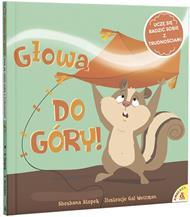 UCZĘ SIĘ
RADZIĆ SOBIE
Z
TRUDNOŚCIAMI
GŁOWA
DO
GÓRY!
Shoshana Stopek
Ilustracje Gal Weizman